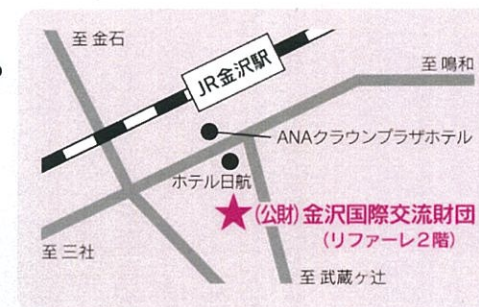 至 金石
JR金沢駅
至 鳴和
ANAクラウンプラザホテル
ホテル日航
(公財)金沢国際交流財団
(リファーレ2階)
至 三社
至 武蔵ヶ辻